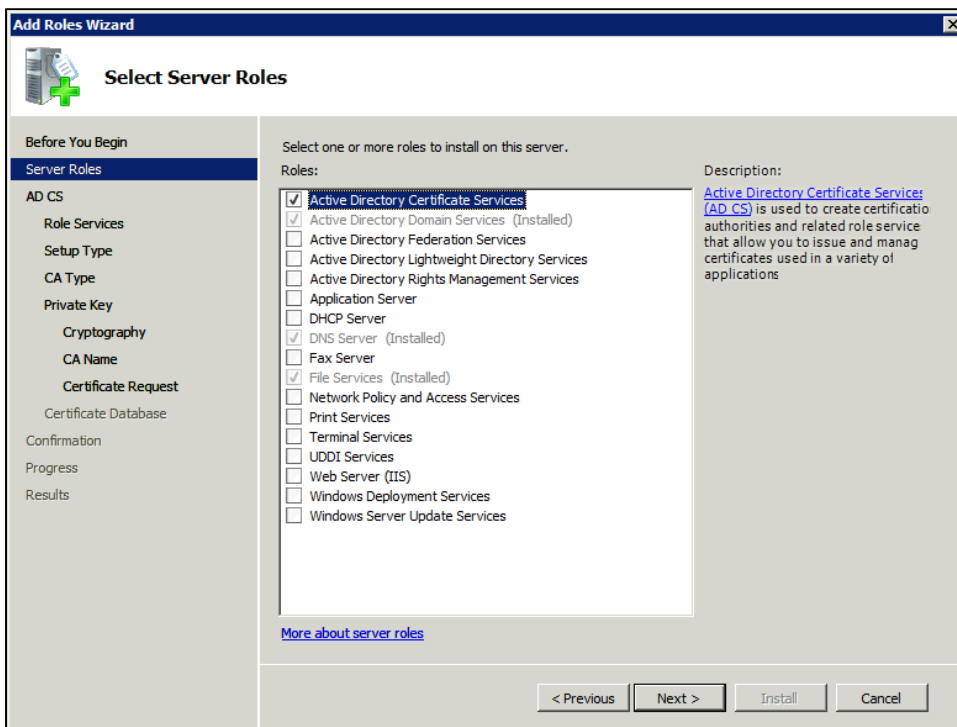 Add Roles Wizard
Select Server Roles
Before You Begin
Server Roles
AD CS
Role Services
Setup Type
CA Type
Private Key
Cryptography
CA Name
Certificate Request
Certificate Database
Confirmation
Progress
Results
Select one or more roles to install on this server.
Roles:
Active Directory Certificate Services
Active Directory Domain Services (Installed)
Active Directory Federation Services
Active Directory Lightweight Directory Services
Active Directory Rights Management Services
Application Server
DHCP Server
DNS Server (Installed)
Fax Server
File Services (Installed)
Network Policy and Access Services
Print Services
Terminal Services
UDDI Services
Web Server (IIS)
Windows Deployment Services
Windows Server Update Services
More about server roles
Description:
Active Directory Certificate Services
(AD CS) is used to create certificatio
authorities and related role service
that allow you to issue and manag
certificates used in a variety of
applications
< Previous
Next >
Install
Cancel